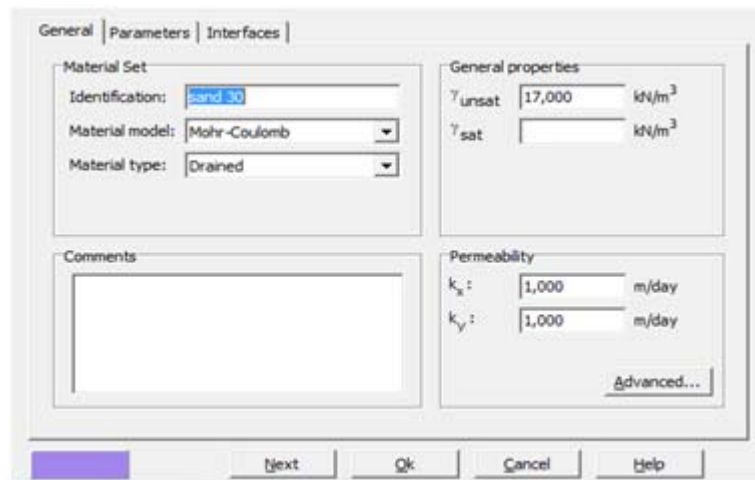 General Parameters Interfaces
Material Set
Identification: sand 30
Material model: Mohr-Coulomb
Material type: Drained
General properties
γunsat 17,000 kN/m³
γsat kN/m³
Comments
Permeability
kx: 1,000 m/day
ky: 1,000 m/day
Advanced...
Next Ok Cancel Help